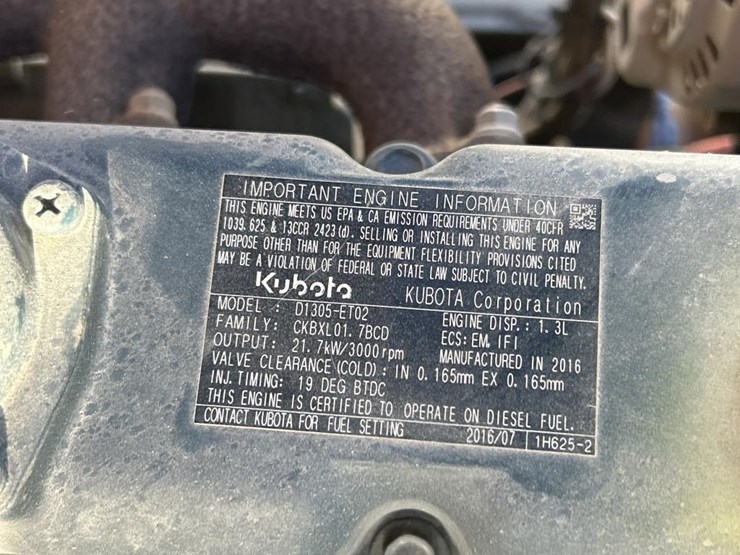 IMPORTANT ENGINE INFORMATION
THIS ENGINE MEETS US EPA & CA EMISSION REQUIREMENTS UNDER 40CFR
1039.625 & 13CCR 2423(d). SELLING OR INSTALLING THIS ENGINE FOR ANY
PURPOSE OTHER THAN FOR THE EQUIPMENT FLEXIBILITY PROVISIONS CITED
MAY BE A VIOLATION OF FEDERAL OR STATE LAW SUBJECT TO CIVIL PENALTY.
Kubota KUBOTA Corporation
MODEL : D1305-ET02 ENGINE DISP.: 1.3L
FAMILY: CKBXL01.7BCD ECS: EM, IFI
OUTPUT: 21.7kW/3000rpm MANUFACTURED IN 2016
VALVE CLEARANCE (COLD) : IN 0.165mm EX 0.165mm
INJ. TIMING: 19 DEG BTDC
THIS ENGINE IS CERTIFIED TO OPERATE ON DIESEL FUEL.
CONTACT KUBOTA FOR FUEL SETTING 2016/07 1H625-2